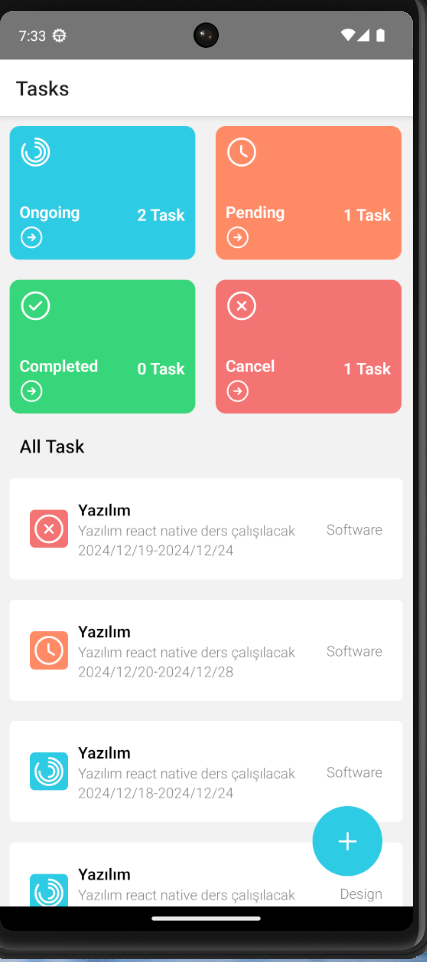 7:33
Tasks
Ongoing
2 Task
Pending
1 Task
Completed
0 Task
Cancel
1 Task
All Task
Yazılım
Yazılım react native ders çalışılacak
Software
2024/12/19-2024/12/24
Yazılım
Yazılım react native ders çalışılacak
Software
2024/12/20-2024/12/28
Yazılım
Yazılım react native ders çalışılacak
Software
2024/12/18-2024/12/24
Yazılım
Yazılım react native ders çalışılacak
Design